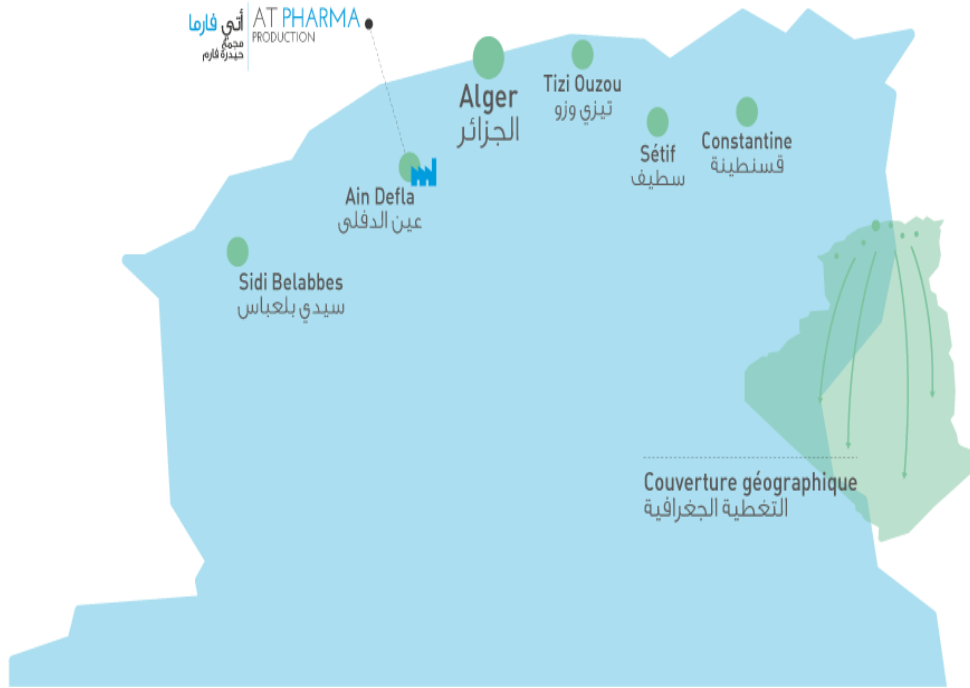 أتي فارما
مجمع
حيدرة فارم
AT PHARMA
PRODUCTION
Alger
الجزائر
Tizi Ouzou
تيزي وزو
Sétif
سطيف
Constantine
قسنطينة
Ain Defla
عين الدفلى
Sidi Belabbes
سيدي بلعباس
Couverture géographique
التغطية الجغرافية